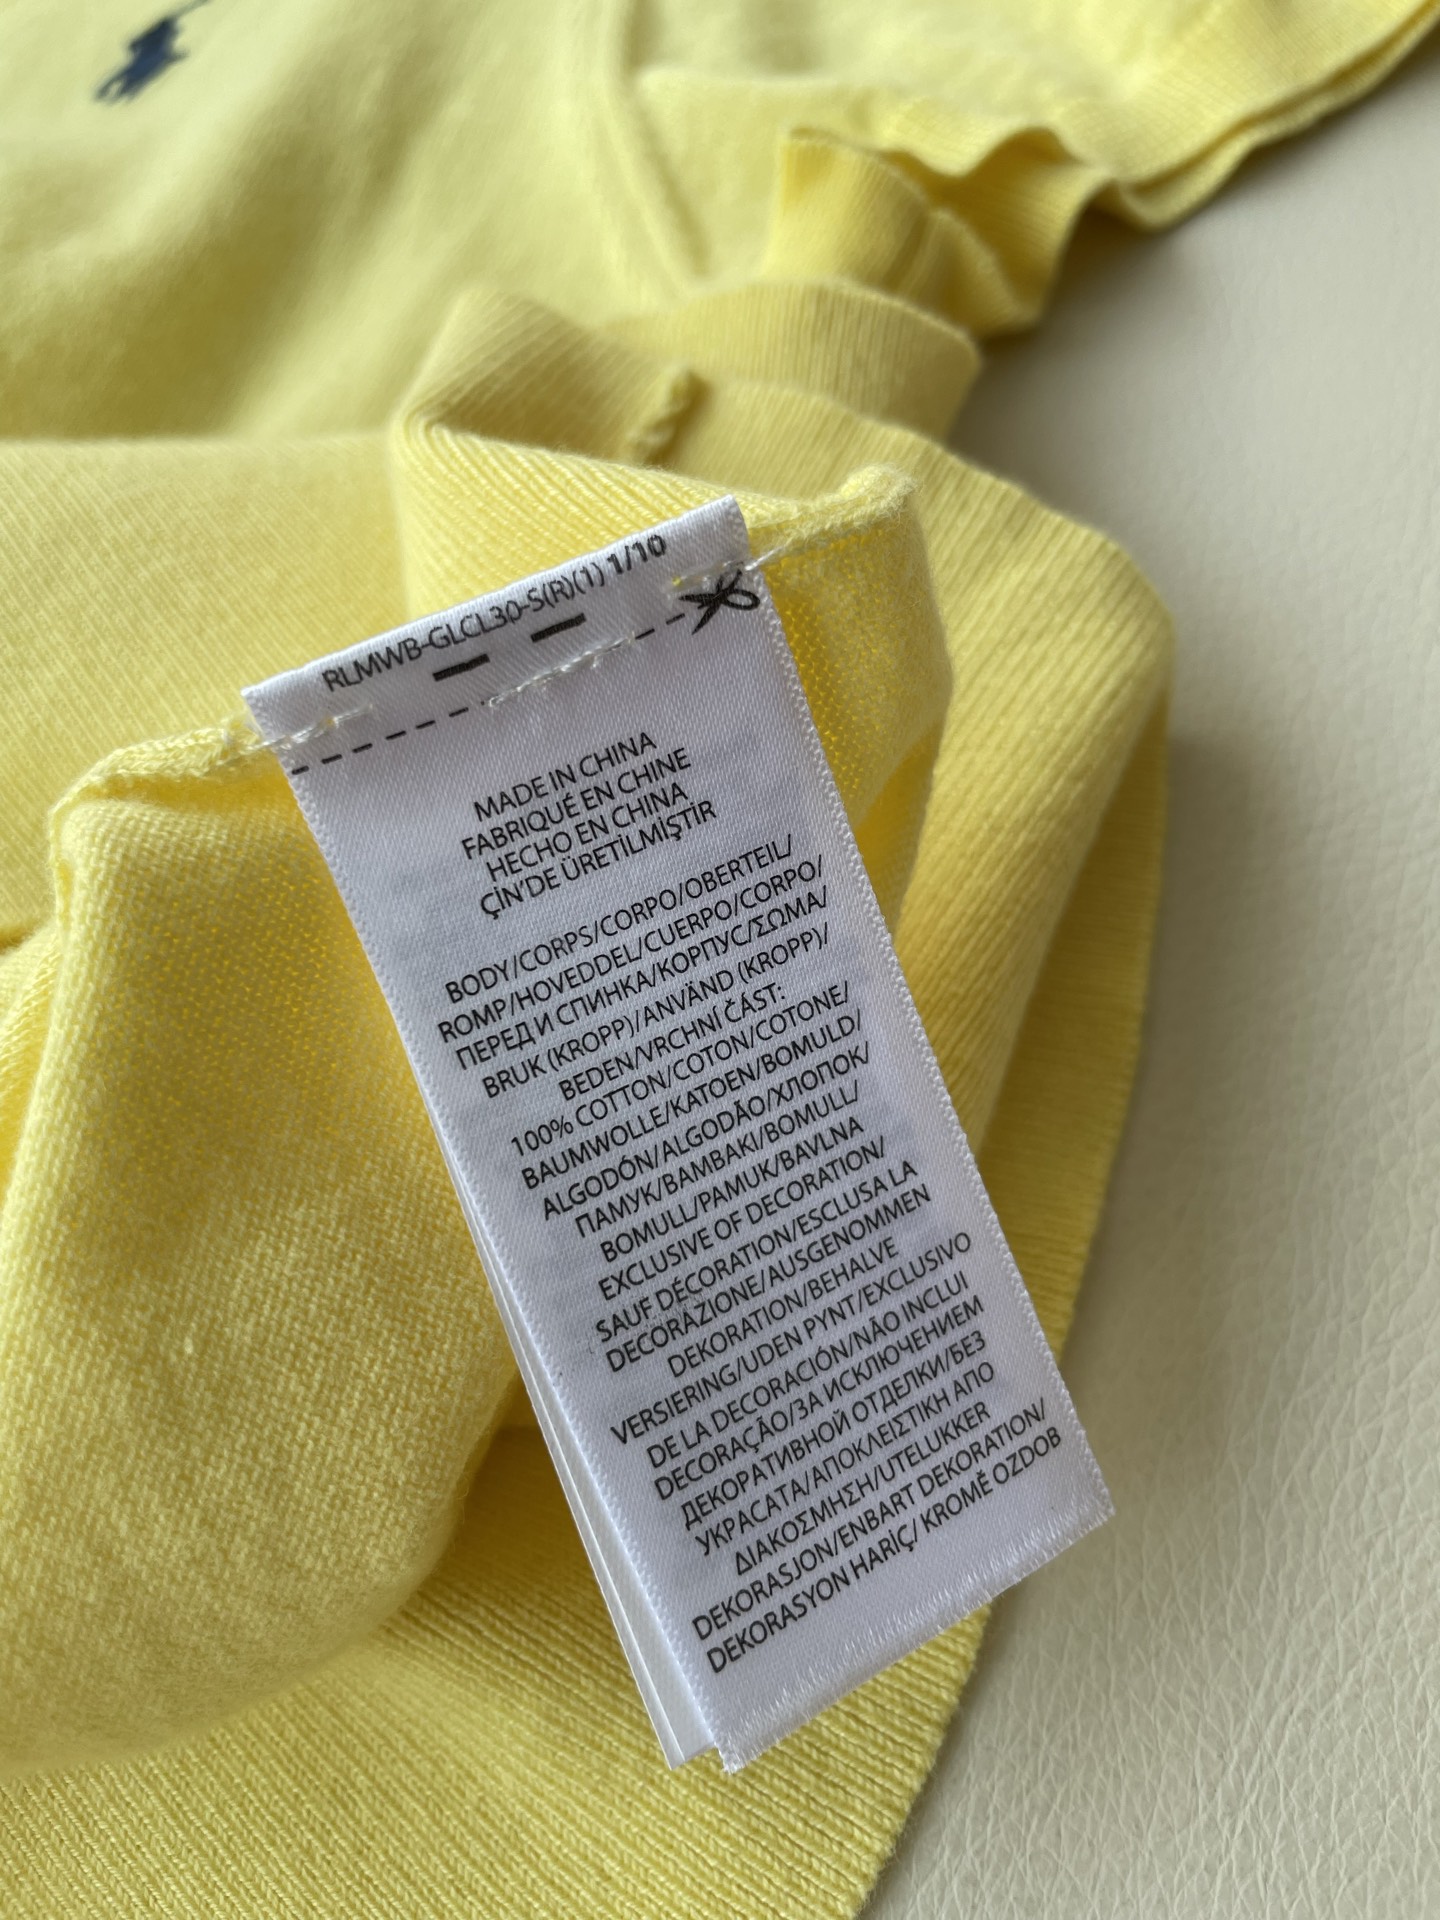 RLMWB-GLCL30-S(R)(1) 1/10
MADE IN CHINA
FABRIQUÉ EN CHINE
HECHO EN CHINA
ÇİN'DE ÜRETİLMİŞTİR
BODY/CORPS/CORPO/OBERTEIL/
ROMP/HOVEDDEL/CUERPO/CORPO/
ПЕРЕД И СПИНКА/КОРПУС/ΣΩΜΑ/
BRUK (KROPP)/ANVÄND (KROPP)/
BEDEN/VRCHNÍ ČÁST:
100% COTTON/COTON/COTONE/
BAUMWOLLE/KATOEN/BOMULD/
ALGODÓN/ALGODÃO/ХЛОПОК/
ПАМУК/BAMBAKI/BOMULL/
BOMULL/PAMUK/BAVLNA
EXCLUSIVE OF DECORATION/
SAUF DÉCORATION/ESCLUSA LA
DECORAZIONE/AUSGENOMMEN
DEKORATION/BEHALVE
VERSIERING/UDEN PYNT/EXCLUSIVO
DE LA DECORACIÓN/NÃO INCLUI
DECORAÇÃO/ЗА ИСКЛЮЧЕНИЕМ
ДЕКОРАТИВНОЙ ОТДЕЛКИ/БЕЗ
УКРАСАТА/ΑΠΟΚΛΕΙΣΤΙΚΗ ΑΠΟ
ΔΙΑΚΟΣΜΗΣΗ/UTELUKKER
DEKORASJON/ENBART DEKORATION/
DEKORASYON HARİÇ/ KROMĚ OZDOB